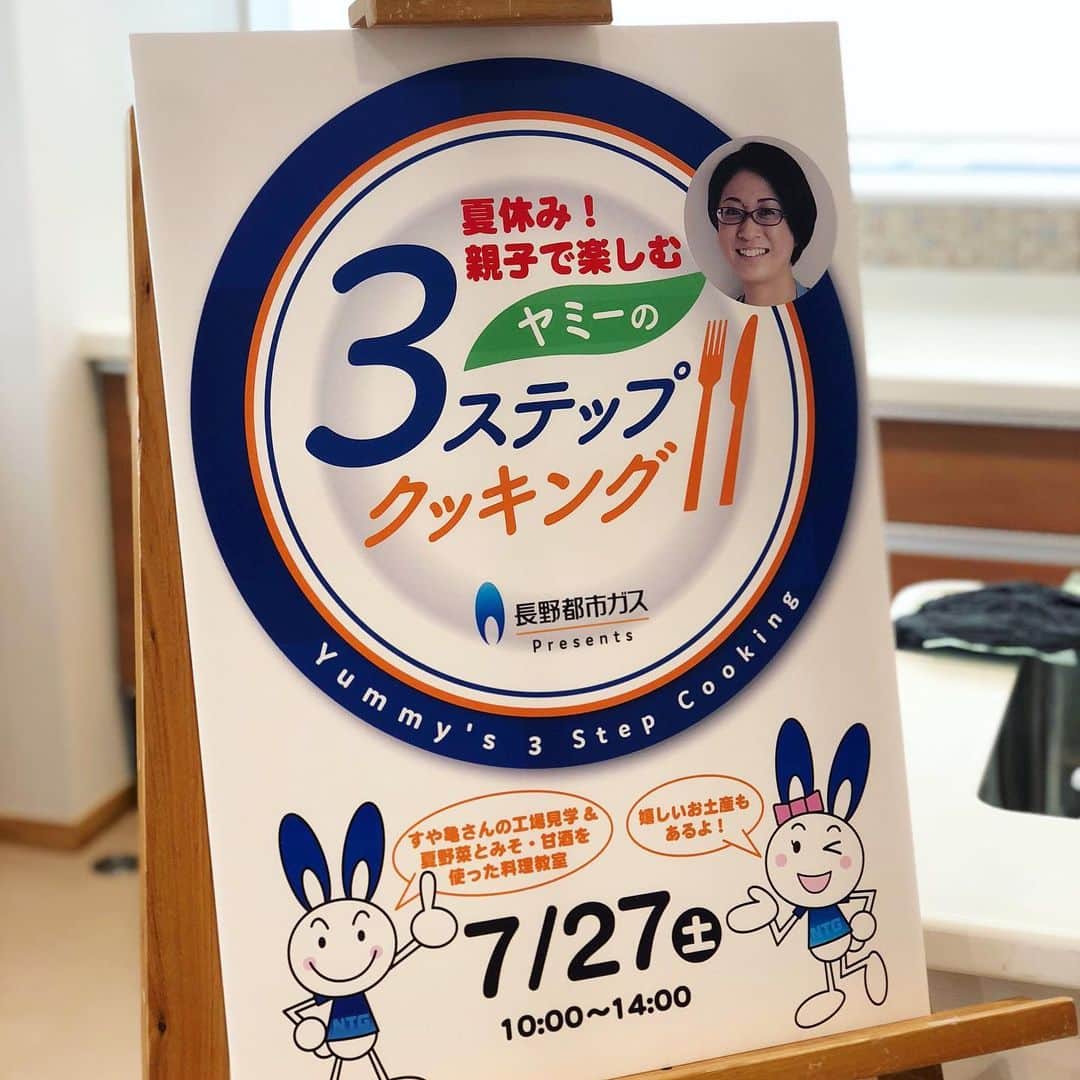 夏休み！
親子で楽しむ
ヤミーの
3ステップ
クッキング
長野都市ガス
Presents
Yummy's 3 Step Cooking
すや亀さんの工場見学&
夏野菜とみそ・甘酒を
使った料理教室
嬉しいお土産も
あるよ！
7/27土
10:00～14:00
NTG
NTG